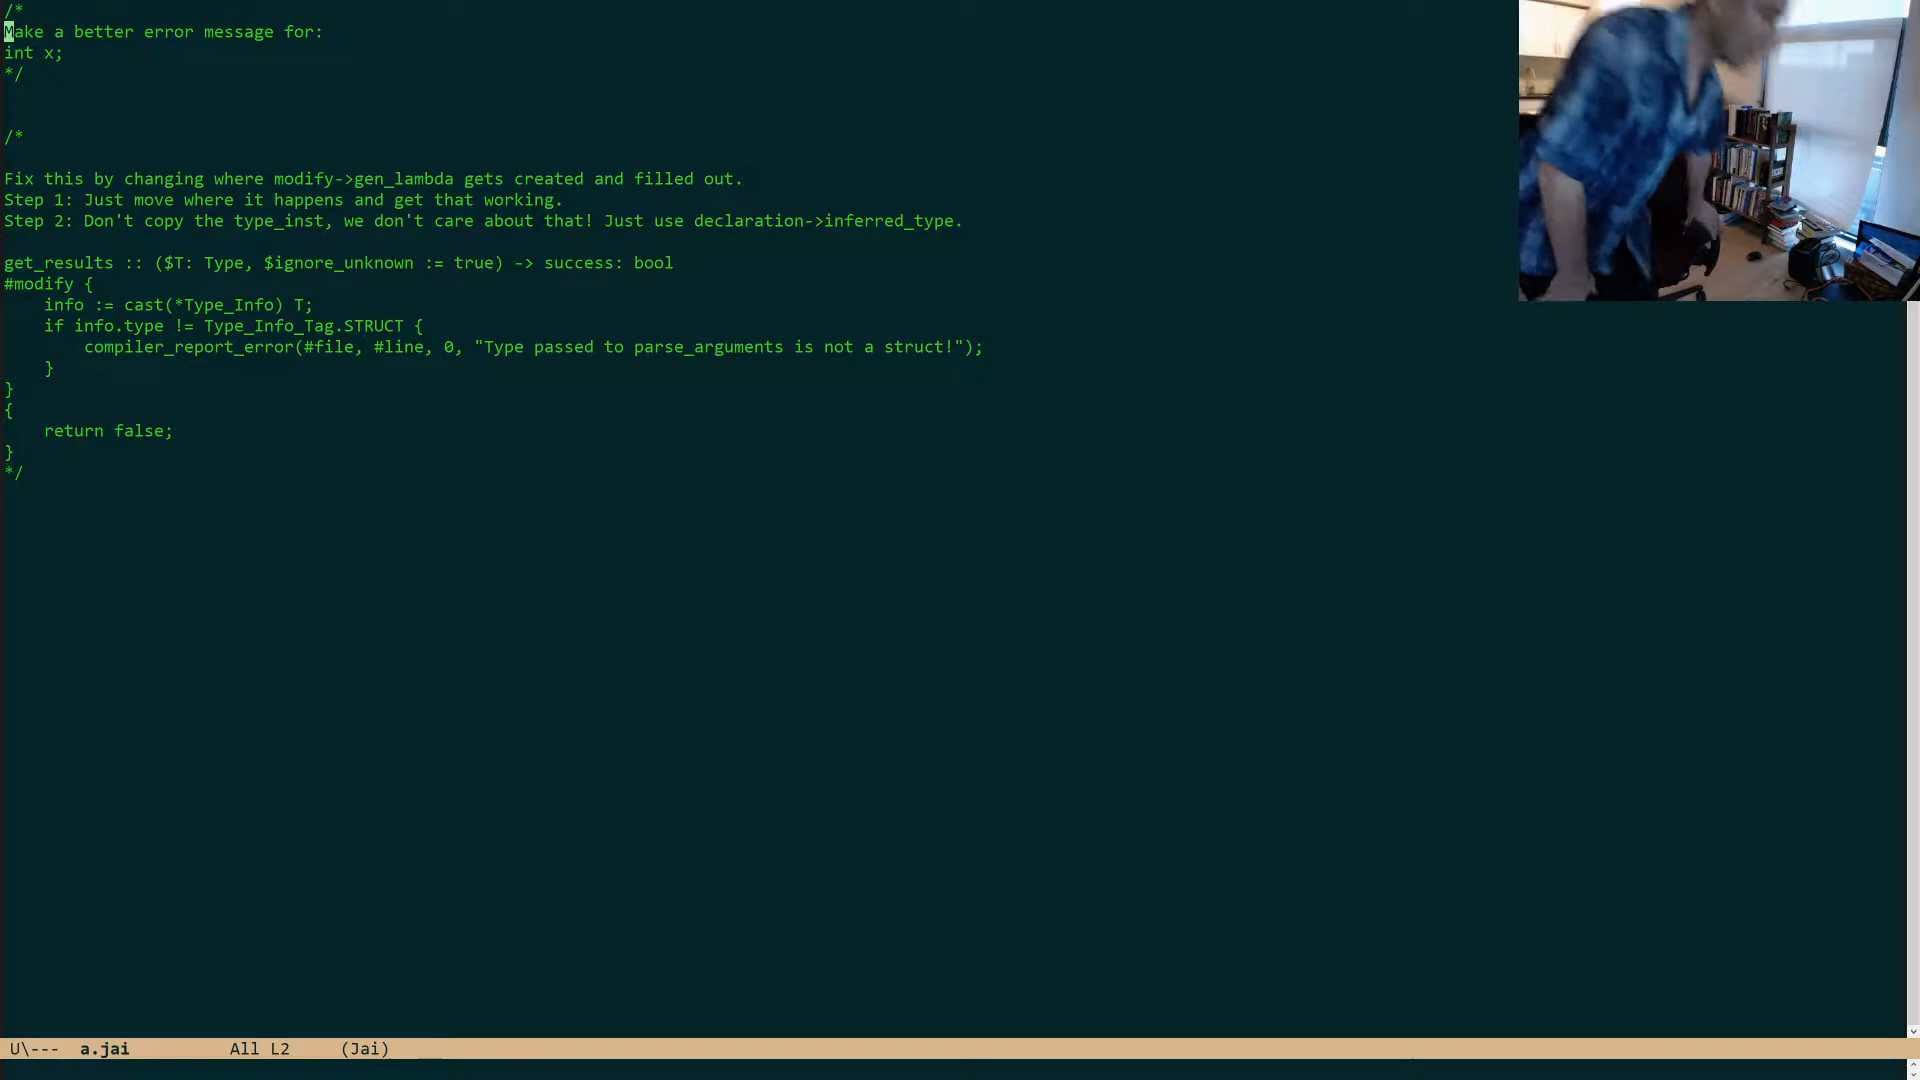 /*
Make a better error message for:
int x;
*/
/*
Fix this by changing where modify->gen_lambda gets created and filled out.
Step 1: Just move where it happens and get that working.
Step 2: Don't copy the type_inst, we don't care about that! Just use declaration->inferred_type.
get_results :: ($T: Type, $ignore_unknown := true) -> success: bool
#modify {
    info := cast(*Type_Info) T;
    if info.type != Type_Info_Tag.STRUCT {
        compiler_report_error(#file, #line, 0, "Type passed to parse_arguments is not a struct!");
    }
}
{
    return false;
}
*/
U\--- a.jai All L2 (Jai)